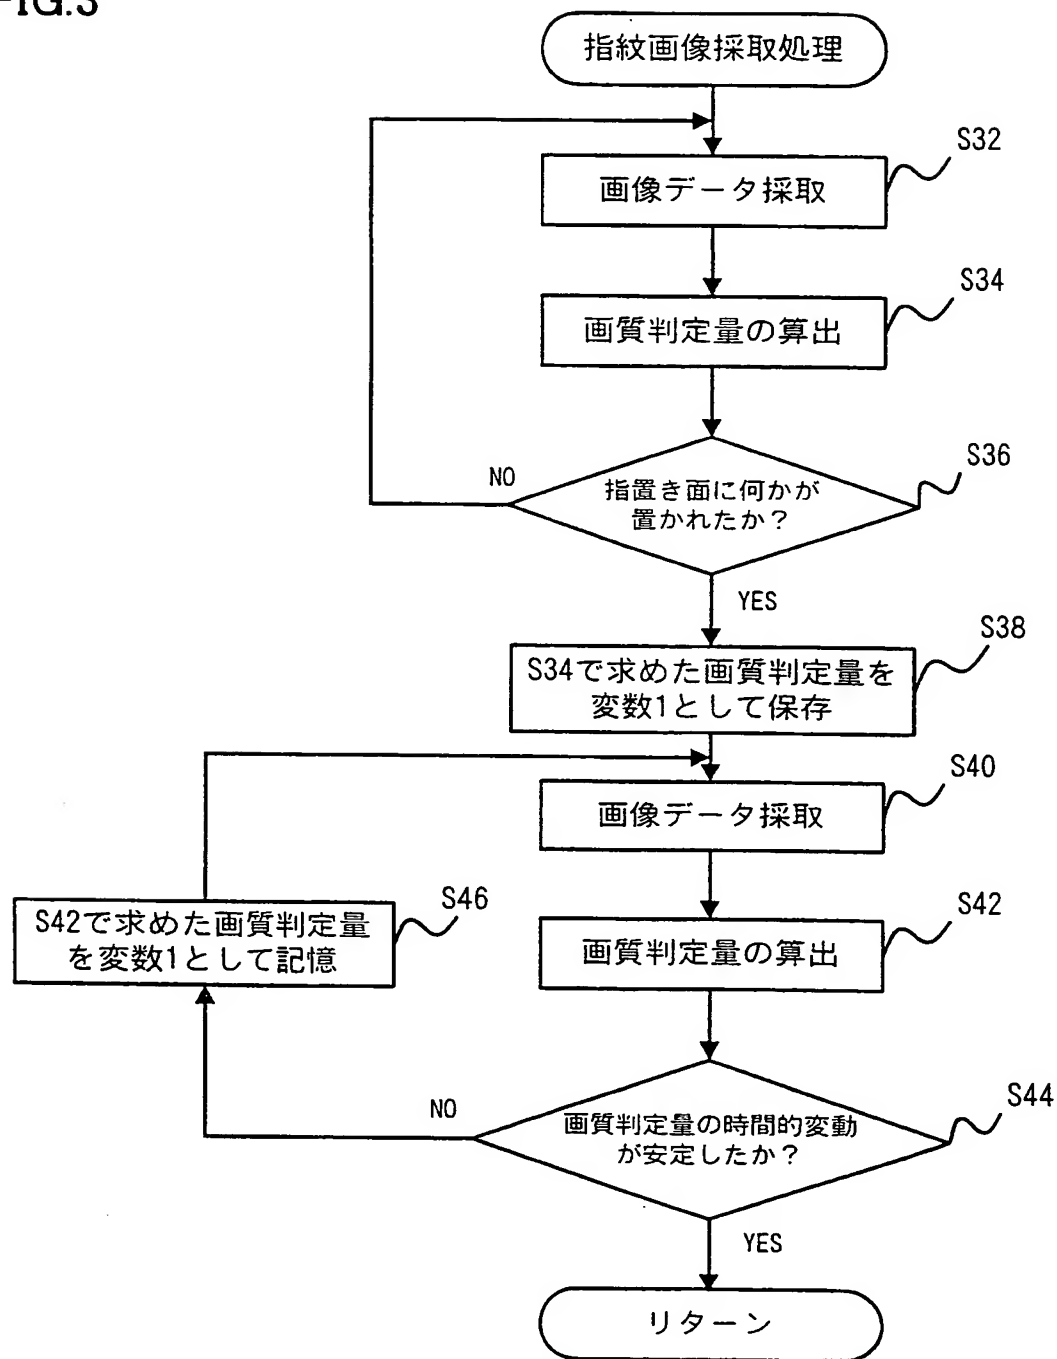 FIG.3
指紋画像採取処理
S32
画像データ採取
S34
画質判定量の算出
S36
NO
指置き面に何かが
置かれたか?
YES
S38
S34で求めた画質判定量を
変数1として保存
S40
画像データ採取
S46
S42で求めた画質判定量
を変数1として記憶
S42
画質判定量の算出
S44
NO
画質判定量の時間的変動
が安定したか?
YES
リターン